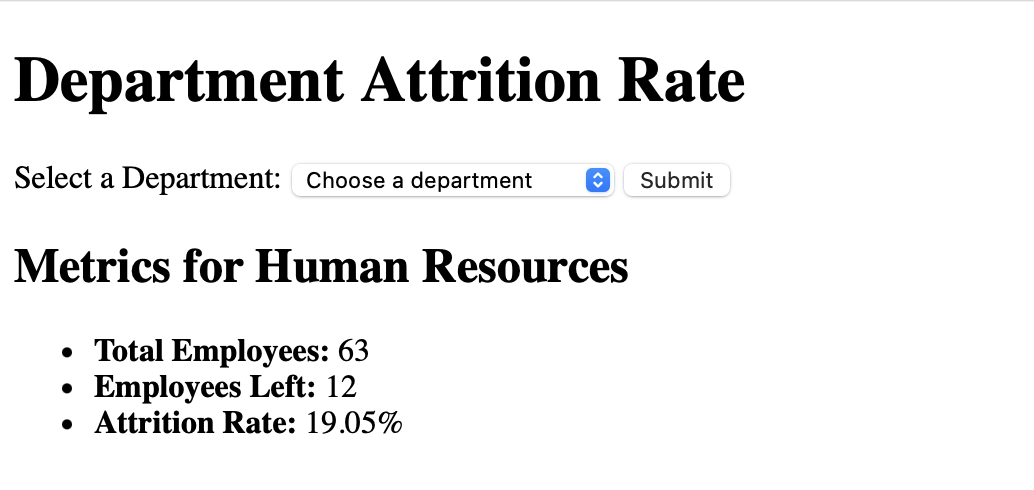 Department Attrition Rate
Select a Department: Choose a department Submit
Metrics for Human Resources
• Total Employees: 63
• Employees Left: 12
• Attrition Rate: 19.05%